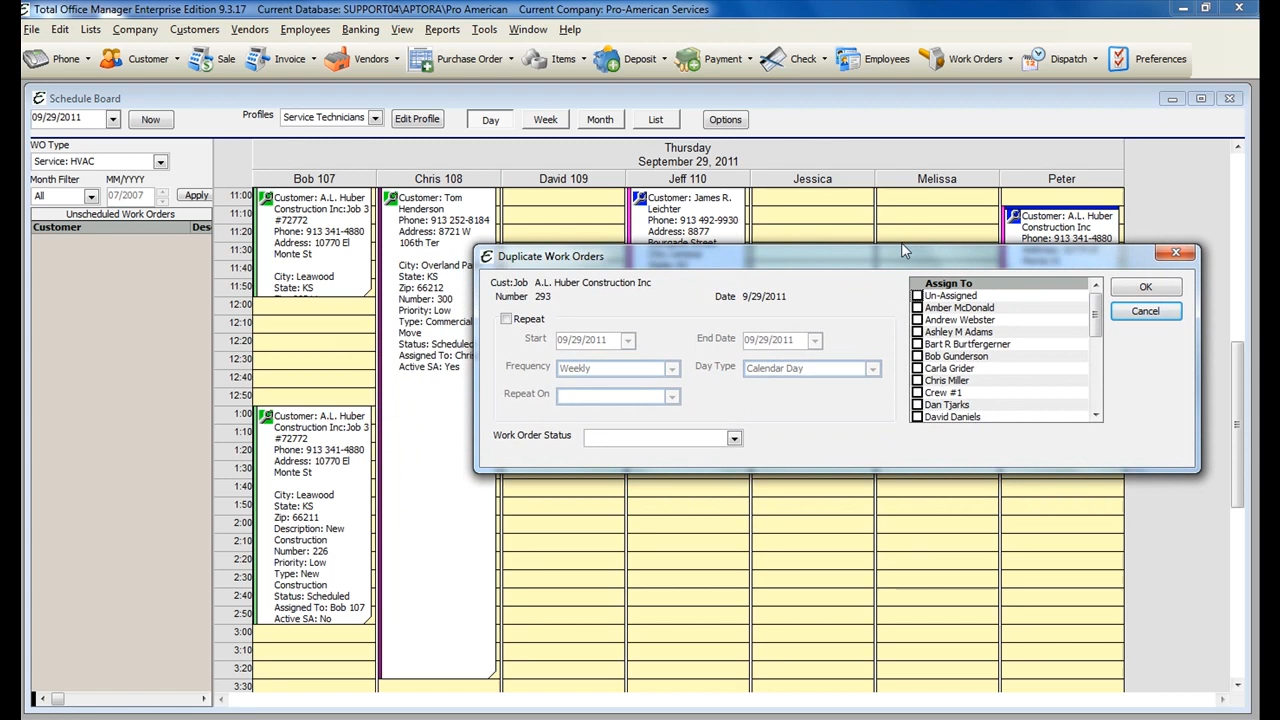 Total Office Manager Enterprise Edition 9.3.17 Current Database: SUPPORT04/APTORA/Pro American Current Company: Pro-American Services
File Edit Lists Company Customers Vendors Employees Banking View Reports Tools Window Help
Phone Customer Sale Invoice Vendors Purchase Order Items Deposit Payment Check Employees Work Orders Dispatch Preferences
Schedule Board
09/29/2011 Now Profiles Service Technicians Edit Profile Day Week Month List Options
WO Type
Service: HVAC
Month Filter MM/YYYY
All 07/2007 Apply
Unscheduled Work Orders
Customer Des
Thursday
September 29, 2011
Bob 107 Chris 108 David 109 Jeff 110 Jessica Melissa Peter
11:00
11:10
11:20
11:30
11:40
12:00
12:10
12:20
12:30
12:40
12:50
1:00
1:10
1:20
1:30
1:40
1:50
2:00
2:10
2:20
2:30
2:40
2:50
3:00
3:10
3:20
3:30
Customer: A.L. Huber
Construction Inc:Job 3
#72772
Phone: 913 341-4880
Address: 10770 El
Monte St
City: Leawood
State: KS
Customer: A.L. Huber
Construction Inc:Job 3
#72772
Phone: 913 341-4880
Address: 10770 El
Monte St
City: Leawood
State: KS
Zip: 66211
Description: New
Construction
Number: 226
Priority: Low
Type: New
Construction
Status: Scheduled
Assigned To: Bob 107
Active SA: No
Customer: Tom
Henderson
Phone: 913 252-8184
Address: 8721 W
106th Ter
City: Overland Pa
State: KS
Zip: 66212
Number: 300
Priority: Low
Type: Commercial
Move
Status: Scheduled
Assigned To: Chris
Active SA: Yes
Customer: James R.
Leichter
Phone: 913 492-9930
Address: 8877
Bourgade Street
Customer: A.L. Huber
Construction Inc
Phone: 913 341-4880
Duplicate Work Orders
Cust:Job A.L. Huber Construction Inc
Number 293 Date 9/29/2011
Repeat
Start 09/29/2011 End Date 09/29/2011
Frequency Weekly Day Type Calendar Day
Repeat On
Work Order Status
Assign To
Un-Assigned
Amber McDonald
Andrew Webster
Ashley M Adams
Bart R Burtfergerner
Bob Gunderson
Carla Grider
Chris Miller
Crew #1
Dan Tjarks
David Daniels
OK
Cancel